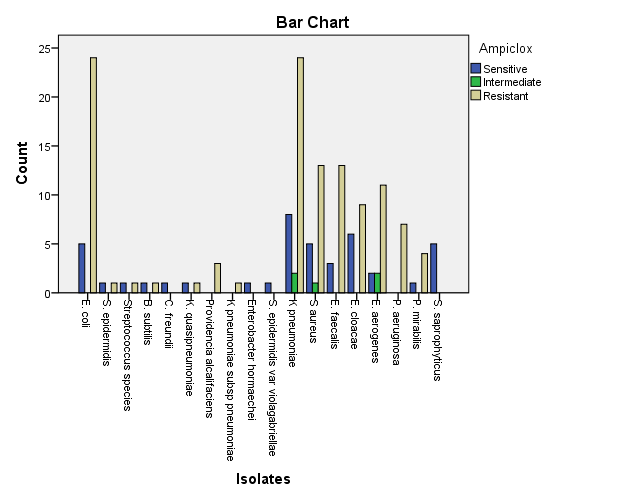 Bar Chart
Ampiclox
Sensitive
Intermediate
Resistant
Count
25
20
15
10
5
0
E. coli
S. epidermidis
Streptococcus species
B. subtilis
C. freundii
K. quasipneumoniae
Providencia alcalifaciens
K pneumoniae subsp pneumoniae
Enterobacter hormaechei
S. epidermidis var violagabriellae
K pneumoniae
S aureus
E. faecalis
E. cloacae
E. aerogenes
P. aeruginosa
P. mirabilis
S. saprophyticus
Isolates